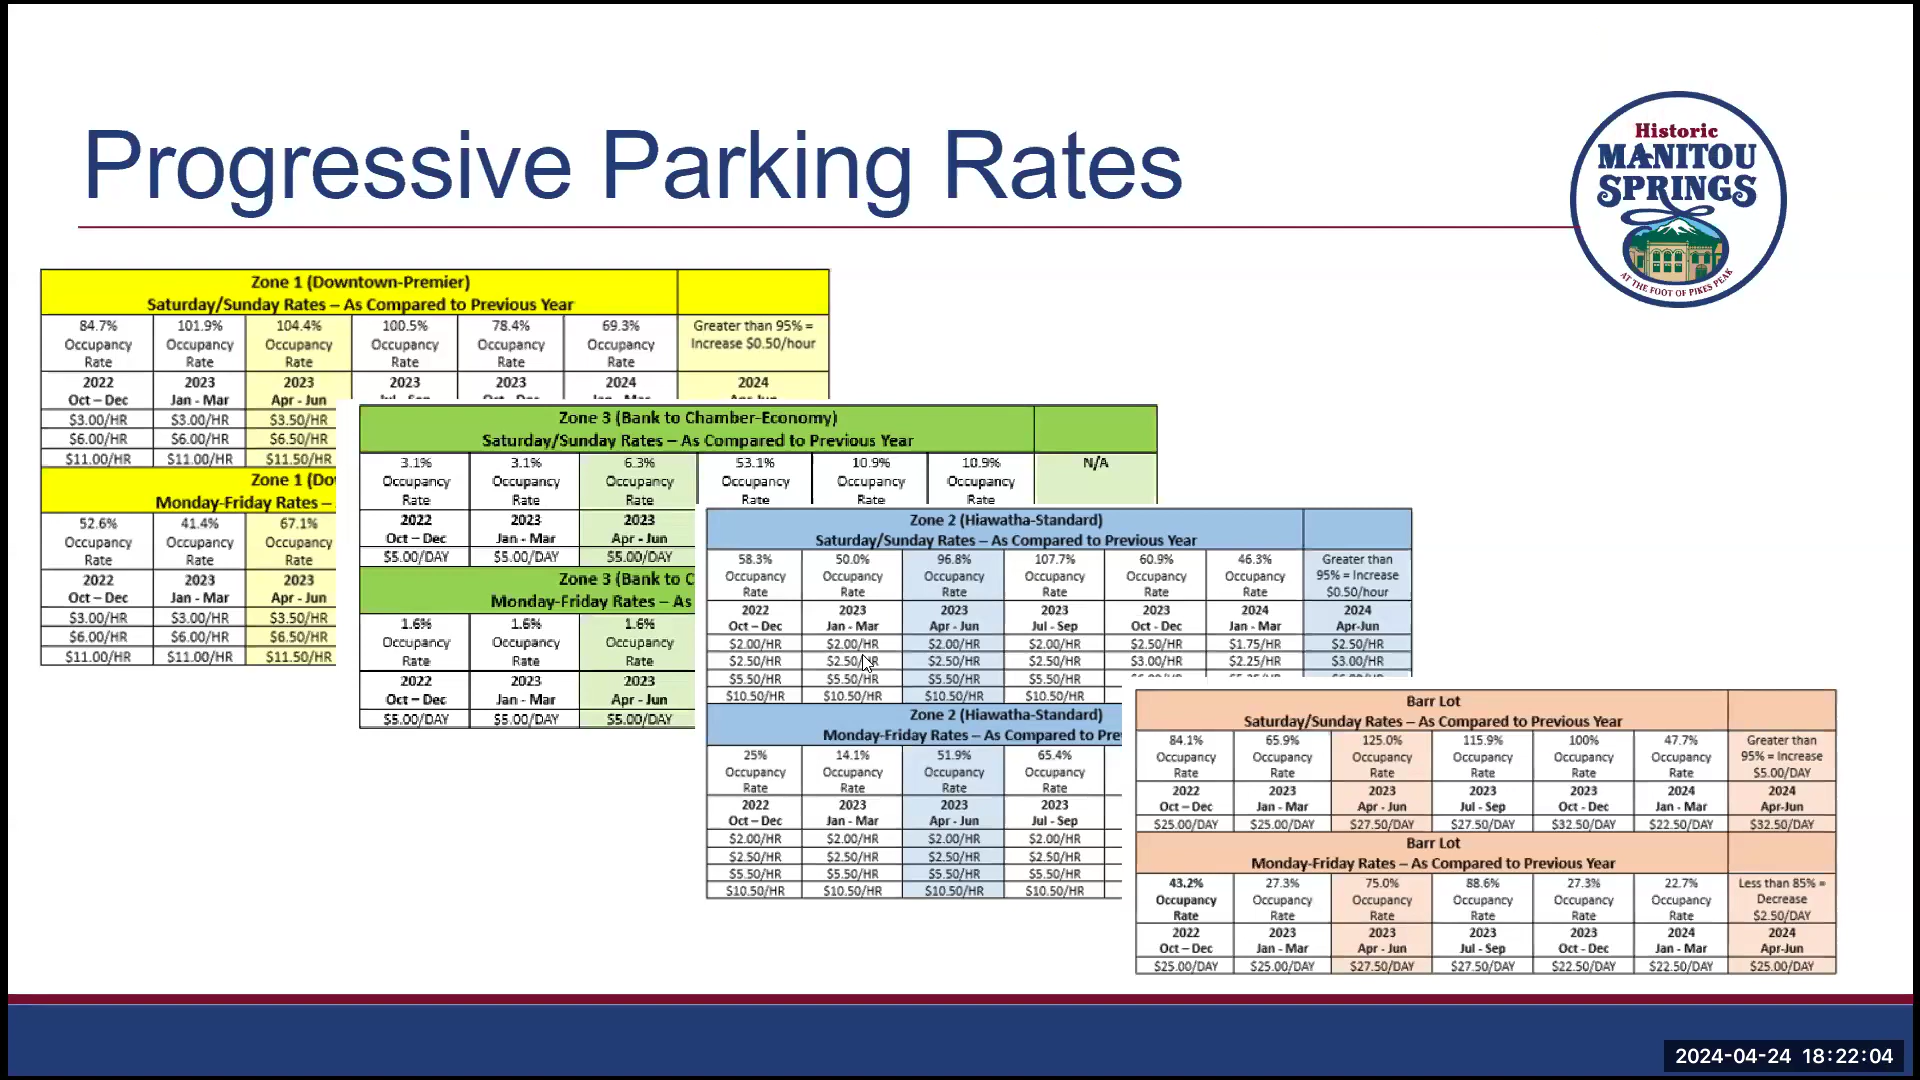 Progressive Parking Rates
Historic
MANITOU
SPRINGS
AT THE FOOT OF PIKES PEAK
Zone 1 (Downtown-Premier)
Saturday/Sunday Rates – As Compared to Previous Year
84.7% 101.9% 104.4% 100.5% 78.4% 69.3% Greater than 95% =
Occupancy Occupancy Occupancy Occupancy Occupancy Occupancy Increase $0.50/hour
Rate Rate Rate Rate Rate Rate
2022 2023 2023 2023 2023 2024 2024
Oct – Dec Jan - Mar Apr - Jun
$3.00/HR $3.00/HR $3.50/HR
$6.00/HR $6.00/HR $6.50/HR
$11.00/HR $11.00/HR $11.50/HR
Zone 1 (Do
Monday-Friday Rates –
52.6% 41.4% 67.1%
Occupancy Occupancy Occupancy
Rate Rate Rate
2022 2023 2023
Oct – Dec Jan - Mar Apr - Jun
$3.00/HR $3.00/HR $3.50/HR
$6.00/HR $6.00/HR $6.50/HR
$11.00/HR $11.00/HR $11.50/HR
Zone 3 (Bank to Chamber-Economy)
Saturday/Sunday Rates – As Compared to Previous Year
3.1% 3.1% 6.3% 53.1% 10.9% 10.9% N/A
Occupancy Occupancy Occupancy Occupancy Occupancy Occupancy
Rate Rate Rate Rate Rate Rate
2022 2023 2023
Oct – Dec Jan - Mar Apr - Jun
$5.00/DAY $5.00/DAY $5.00/DAY
Zone 3 (Bank to C
Monday-Friday Rates – As
1.6% 1.6% 1.6%
Occupancy Occupancy Occupancy
Rate Rate Rate
2022 2023 2023
Oct – Dec Jan - Mar Apr - Jun
$5.00/DAY $5.00/DAY $5.00/DAY
Zone 2 (Hiawatha-Standard)
Saturday/Sunday Rates – As Compared to Previous Year
58.3% 50.0% 96.8% 107.7% 60.9% 46.3% Greater than
Occupancy Occupancy Occupancy Occupancy Occupancy Occupancy 95% = Increase
Rate Rate Rate Rate Rate Rate $0.50/hour
2022 2023 2023 2023 2023 2024 2024
Oct – Dec Jan - Mar Apr - Jun Jul - Sep Oct - Dec Jan - Mar Apr-Jun
$2.00/HR $2.00/HR $2.00/HR $2.00/HR $2.50/HR $1.75/HR $2.50/HR
$2.50/HR $2.50/HR $2.50/HR $2.50/HR $3.00/HR $2.25/HR $3.00/HR
$5.50/HR $5.50/HR $5.50/HR $5.50/HR
$10.50/HR $10.50/HR $10.50/HR $10.50/HR
Zone 2 (Hiawatha-Standard)
Monday-Friday Rates – As Compared to Pre
25% 14.1% 51.9% 65.4%
Occupancy Occupancy Occupancy Occupancy
Rate Rate Rate Rate
2022 2023 2023 2023
Oct – Dec Jan - Mar Apr - Jun Jul - Sep
$2.00/HR $2.00/HR $2.00/HR $2.00/HR
$2.50/HR $2.50/HR $2.50/HR $2.50/HR
$5.50/HR $5.50/HR $5.50/HR $5.50/HR
$10.50/HR $10.50/HR $10.50/HR $10.50/HR
Barr Lot
Saturday/Sunday Rates – As Compared to Previous Year
84.1% 65.9% 125.0% 115.9% 100% 47.7% Greater than
Occupancy Occupancy Occupancy Occupancy Occupancy Occupancy 95% = Increase
Rate Rate Rate Rate Rate Rate $5.00/DAY
2022 2023 2023 2023 2023 2024 2024
Oct – Dec Jan - Mar Apr - Jun Jul - Sep Oct - Dec Jan - Mar Apr-Jun
$25.00/DAY $25.00/DAY $27.50/DAY $27.50/DAY $32.50/DAY $22.50/DAY $32.50/DAY
Barr Lot
Monday-Friday Rates – As Compared to Previous Year
43.2% 27.3% 75.0% 88.6% 27.3% 22.7% Less than 85% =
Occupancy Occupancy Occupancy Occupancy Occupancy Occupancy Decrease
Rate Rate Rate Rate Rate Rate $2.50/DAY
2022 2023 2023 2023 2023 2024 2024
Oct – Dec Jan - Mar Apr - Jun Jul - Sep Oct - Dec Jan - Mar Apr-Jun
$25.00/DAY $25.00/DAY $27.50/DAY $27.50/DAY $22.50/DAY $22.50/DAY $25.00/DAY
2024-04-24 18:22:04